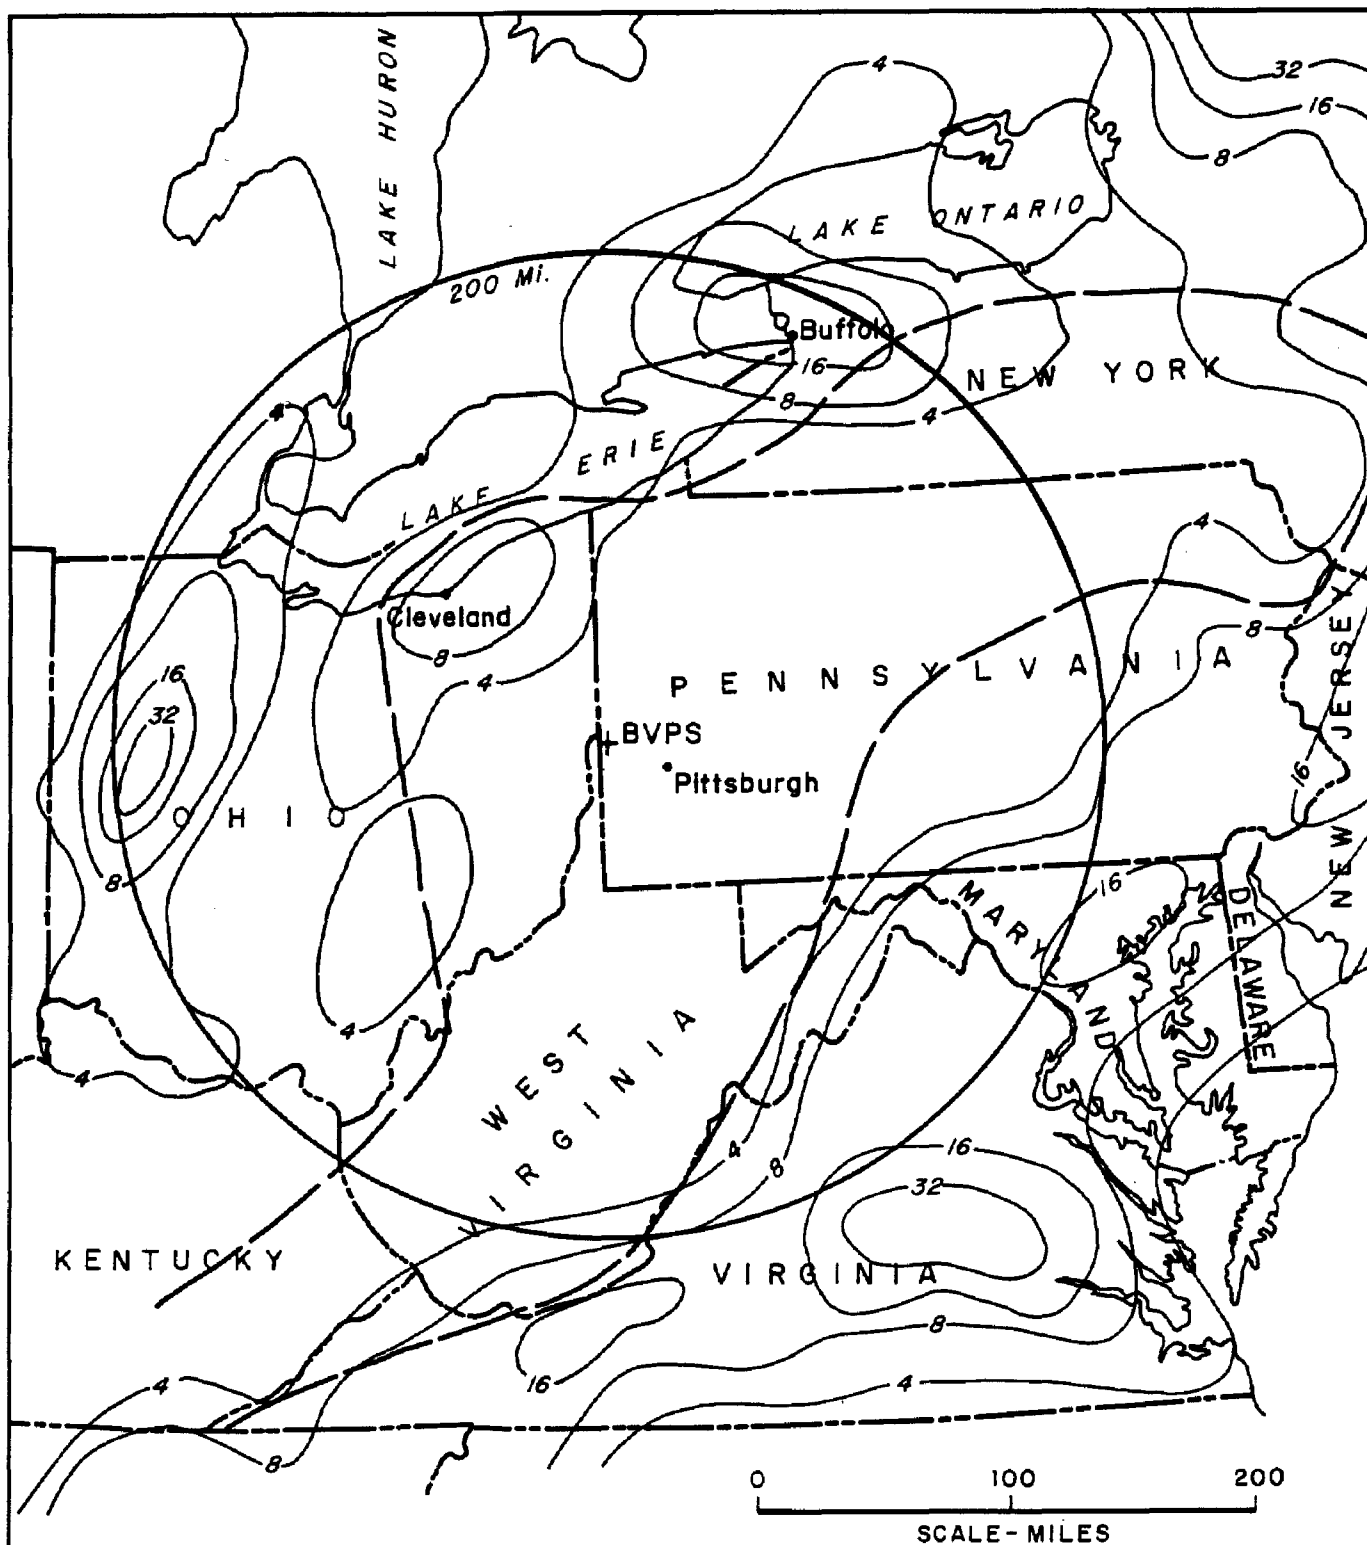 LAKE HURON
4
32
16
8
LAKE ONTARIO
200 Mi.
Buffalo
16
NEW YORK
8
4
4
LAKE ERIE
4
Cleveland
8
8
4
PENNSYLVANIA
NEW JERSEY
16
32
BVPS
Pittsburgh
16
OHIO
8
16
MARYLAND
DELAWARE
4
WEST VIRGINIA
4
8
16
32
KENTUCKY
VIRGINIA
8
4
16
4
8
0 100 200
SCALE-MILES